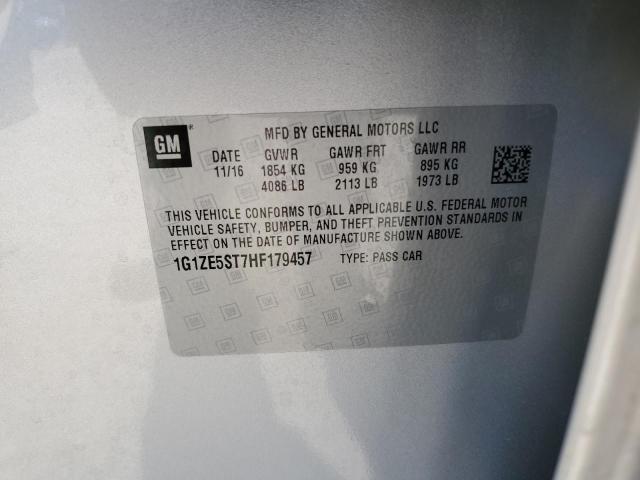 GM®
MFD BY GENERAL MOTORS LLC
DATE GVWR GAWR FRT GAWR RR
11/16 1854 KG 959 KG 895 KG
4086 LB 2113 LB 1973 LB
THIS VEHICLE CONFORMS TO ALL APPLICABLE U.S. FEDERAL MOTOR
VEHICLE SAFETY, BUMPER, AND THEFT PREVENTION STANDARDS IN
EFFECT ON THE DATE OF MANUFACTURE SHOWN ABOVE.
1G1ZE5ST7HF179457 TYPE: PASS CAR